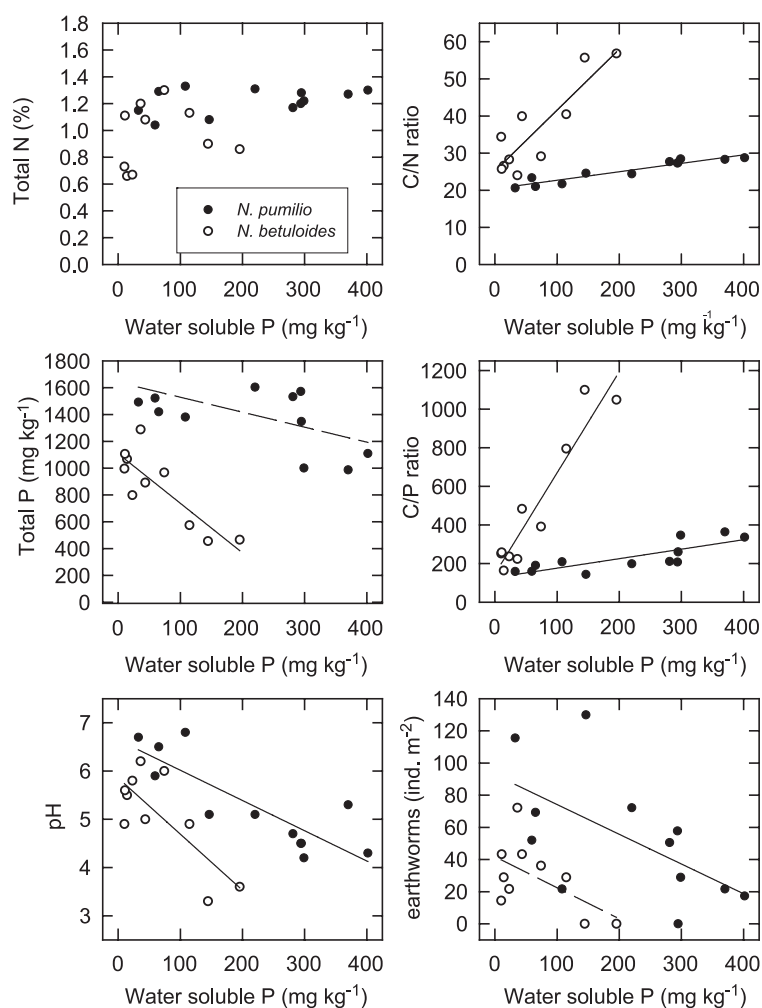 1.8
1.6
1.4
1.2
1.0
0.8
0.6
0.4
0.2
0.0
Total N (%)
N. pumilio
N. betuloides
0 100 200 300 400
Water soluble P (mg kg-1)
60
50
40
30
20
10
0
C/N ratio
0 100 200 300 400
Water soluble P (mg kg-1)
1800
1600
1400
1200
1000
800
600
400
200
0
Total P (mg kg-1)
0 100 200 300 400
Water soluble P (mg kg-1)
1200
1000
800
600
400
200
0
C/P ratio
0 100 200 300 400
Water soluble P (mg kg-1)
7
6
5
4
3
pH
0 100 200 300 400
Water soluble P (mg kg-1)
140
120
100
80
60
40
20
0
earthworms (ind. m-2)
0 100 200 300 400
Water soluble P (mg kg-1)